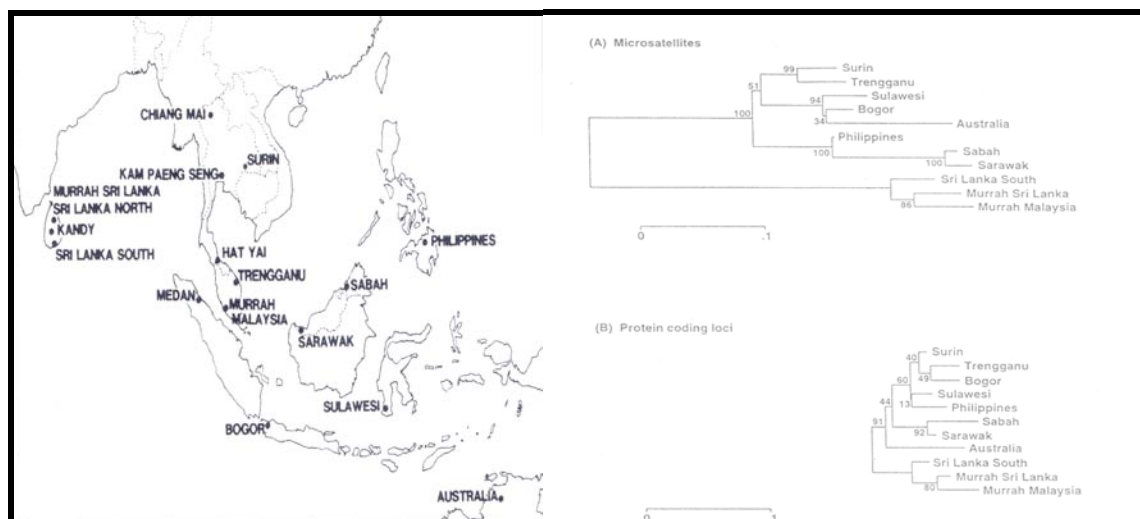 CHIANG MAI
SURIN
KAM PAENG SENG
MURRAH SRI LANKA
SRI LANKA NORTH
KANDY
SRI LANKA SOUTH
PHILIPPINES
HAT YAI
TRENGGANU
SABAH
MEDAN
MURRAH
MALAYSIA
SARAWAK
SULAWESI
BOGOR
AUSTRALIA
(A) Microsatellites
99
Surin
Trengganu
51
94
Sulawesi
Bogor
34
Australia
100
Philippines
100
Sabah
100
Sarawak
Sri Lanka South
Murrah Sri Lanka
86
Murrah Malaysia
0
.1
(B) Protein coding loci
40
Surin
Trengganu
49
Bogor
60
Sulawesi
13
Philippines
44
Sabah
92
Sarawak
91
Australia
Sri Lanka South
Murrah Sri Lanka
80
Murrah Malaysia
0